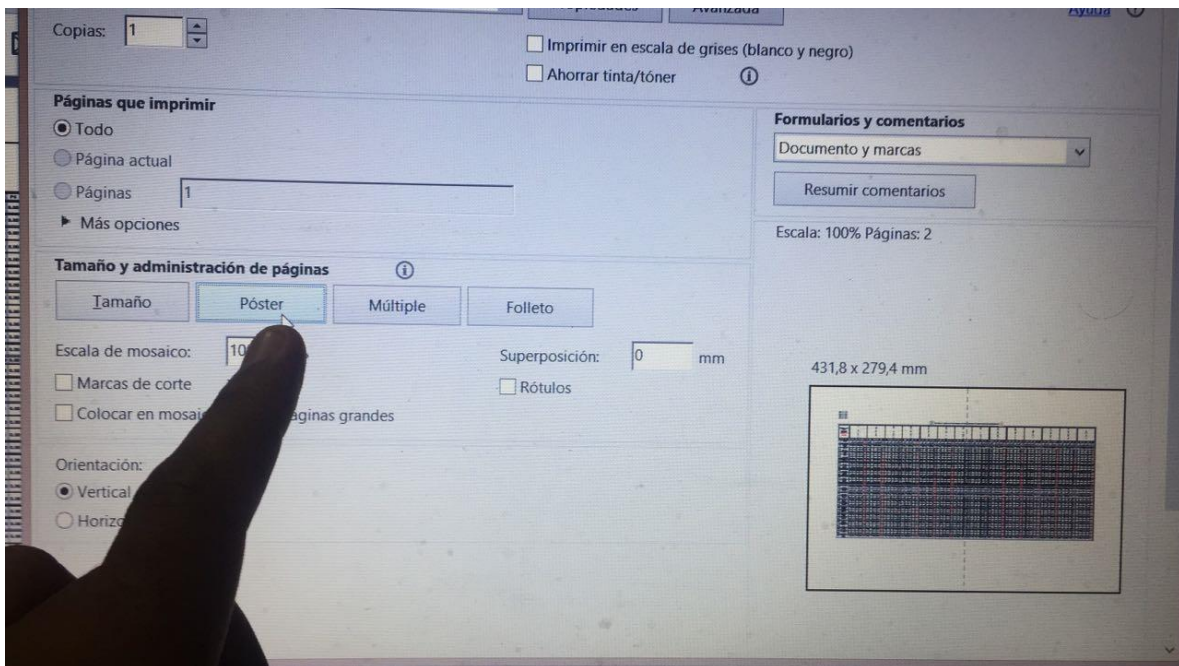 Avanzada
Ayuda
Copias: 1
Imprimir en escala de grises (blanco y negro)
Ahorrar tinta/tóner
Páginas que imprimir
Todo
Página actual
Páginas 1
Más opciones
Formularios y comentarios
Documento y marcas
Resumir comentarios
Escala: 100% Páginas: 2
Tamaño y administración de páginas
Tamaño Póster Múltiple Folleto
Escala de mosaico: 10
Superposición: 0 mm
Marcas de corte
Rótulos
Colocar en aginas grandes
Orientación:
Vertical
431,8 x 279,4 mm